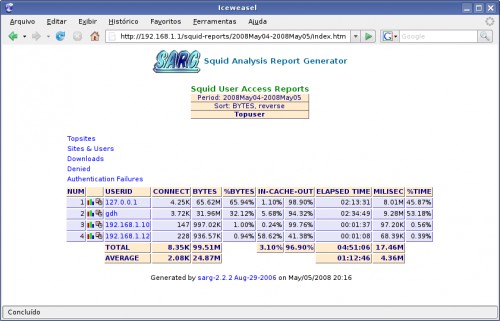 Iceweasel
Arquivo Editar Exibir Histórico Favoritos Ferramentas Ajuda
http://192.168.1.1/squid-reports/2008May04-2008May05/index.htm
Google
SARG Squid Analysis Report Generator
Squid User Access Reports
Period: 2008May04-2008May05
Sort: BYTES, reverse
Topuser
Topsites
Sites & Users
Downloads
Denied
Authentication Failures
NUM USERID CONNECT BYTES %BYTES IN-CACHE-OUT ELAPSED TIME MILISEC %TIME
1 127.0.0.1 4.25K 65.62M 65.94% 1.10% 98.90% 02:13:31 8.01M 45.87%
2 gdh 3.72K 31.96M 32.12% 5.68% 94.32% 02:34:49 9.28M 53.18%
3 192.168.1.10 147 997.02K 1.00% 0.24% 99.76% 00:01:37 97.20K 0.56%
4 192.168.1.12 228 936.57K 0.94% 58.62% 41.38% 00:01:08 68.39K 0.39%
TOTAL 8.35K 99.51M 3.10% 96.90% 04:51:06 17.46M
AVERAGE 2.08K 24.87M 01:12:46 4.36M
Generated by sarg-2.2.2 Aug-29-2006 on May/05/2008 20:16
Concluído